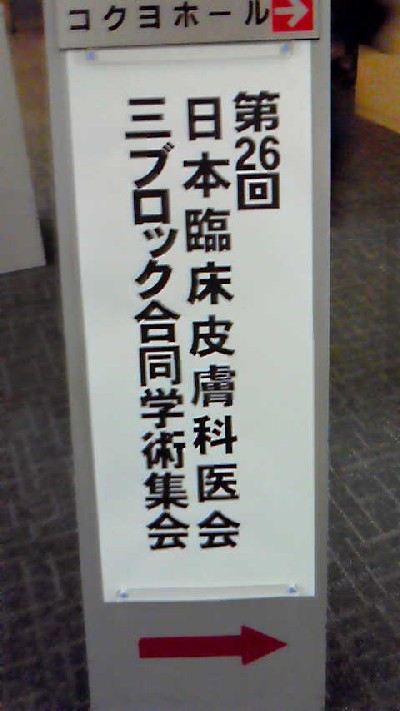 コクヨホール
第26回
日本臨床皮膚科医会
三ブロック合同学術集会